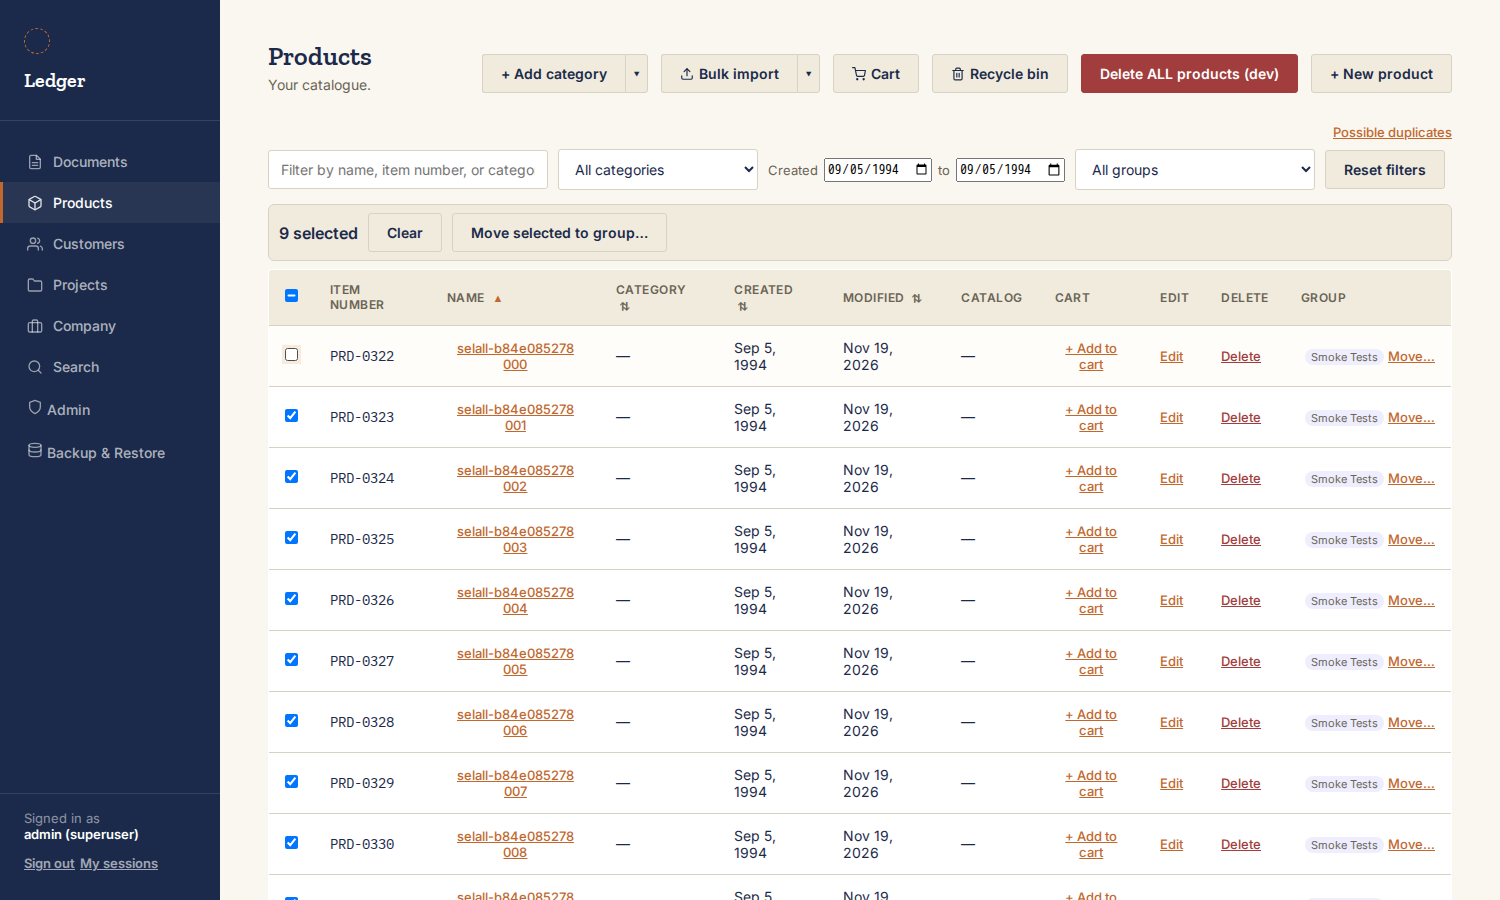 Ledger
Documents
Products
Customers
Projects
Company
Search
Admin
Backup & Restore
Signed in as
admin (superuser)
Sign out My sessions
Products
Your catalogue.
+ Add category ▾
Bulk import ▾
Cart
Recycle bin
Delete ALL products (dev)
+ New product
Possible duplicates
Filter by name, item number, or catego
All categories
Created 09/05/1994 to 09/05/1994
All groups
Reset filters
9 selected Clear Move selected to group…
ITEM NUMBER NAME ▲ CATEGORY ⇅ CREATED ⇅ MODIFIED ⇅ CATALOG CART EDIT DELETE GROUP
PRD-0322 selall-b84e085278 000 — Sep 5, 1994 Nov 19, 2026 — + Add to cart Edit Delete Smoke Tests Move…
PRD-0323 selall-b84e085278 001 — Sep 5, 1994 Nov 19, 2026 — + Add to cart Edit Delete Smoke Tests Move…
PRD-0324 selall-b84e085278 002 — Sep 5, 1994 Nov 19, 2026 — + Add to cart Edit Delete Smoke Tests Move…
PRD-0325 selall-b84e085278 003 — Sep 5, 1994 Nov 19, 2026 — + Add to cart Edit Delete Smoke Tests Move…
PRD-0326 selall-b84e085278 004 — Sep 5, 1994 Nov 19, 2026 — + Add to cart Edit Delete Smoke Tests Move…
PRD-0327 selall-b84e085278 005 — Sep 5, 1994 Nov 19, 2026 — + Add to cart Edit Delete Smoke Tests Move…
PRD-0328 selall-b84e085278 006 — Sep 5, 1994 Nov 19, 2026 — + Add to cart Edit Delete Smoke Tests Move…
PRD-0329 selall-b84e085278 007 — Sep 5, 1994 Nov 19, 2026 — + Add to cart Edit Delete Smoke Tests Move…
PRD-0330 selall-b84e085278 008 — Sep 5, 1994 Nov 19, 2026 — + Add to cart Edit Delete Smoke Tests Move…
selall-b84e085278 Sep 5, Nov 19, + Add to